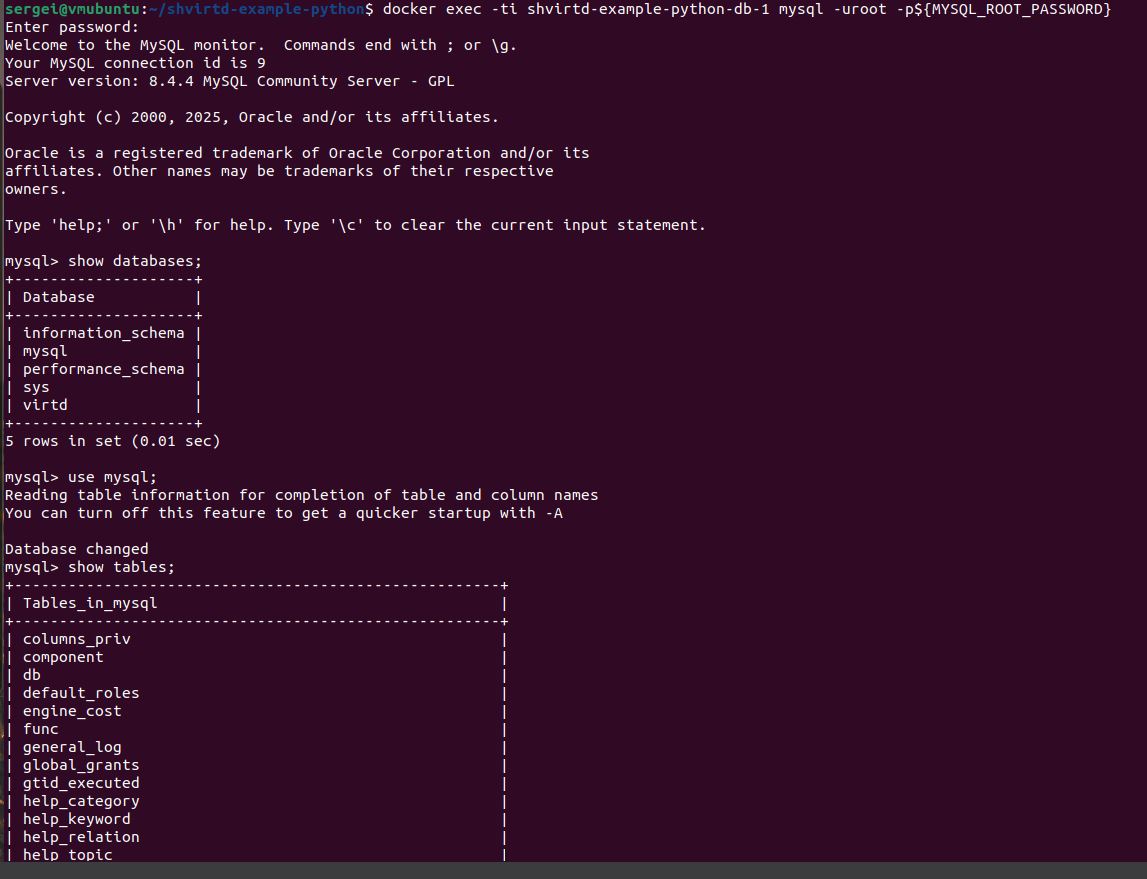 sergei@vmubuntu:~/shvirtd-example-python$ docker exec -ti shvirtd-example-python-db-1 mysql -uroot -p${MYSQL_ROOT_PASSWORD}
Enter password:
Welcome to the MySQL monitor.  Commands end with ; or \g.
Your MySQL connection id is 9
Server version: 8.4.4 MySQL Community Server - GPL

Copyright (c) 2000, 2025, Oracle and/or its affiliates.

Oracle is a registered trademark of Oracle Corporation and/or its
affiliates. Other names may be trademarks of their respective
owners.

Type 'help;' or '\h' for help. Type '\c' to clear the current input statement.

mysql> show databases;
+--------------------+
| Database           |
+--------------------+
| information_schema |
| mysql              |
| performance_schema |
| sys                |
| virtd              |
+--------------------+
5 rows in set (0.01 sec)

mysql> use mysql;
Reading table information for completion of table and column names
You can turn off this feature to get a quicker startup with -A

Database changed
mysql> show tables;
+------------------------------------------------------+
| Tables_in_mysql                                      |
+------------------------------------------------------+
| columns_priv                                         |
| component                                            |
| db                                                   |
| default_roles                                        |
| engine_cost                                          |
| func                                                 |
| general_log                                          |
| global_grants                                        |
| gtid_executed                                        |
| help_category                                        |
| help_keyword                                         |
| help_relation                                        |
| help_topic                                           |